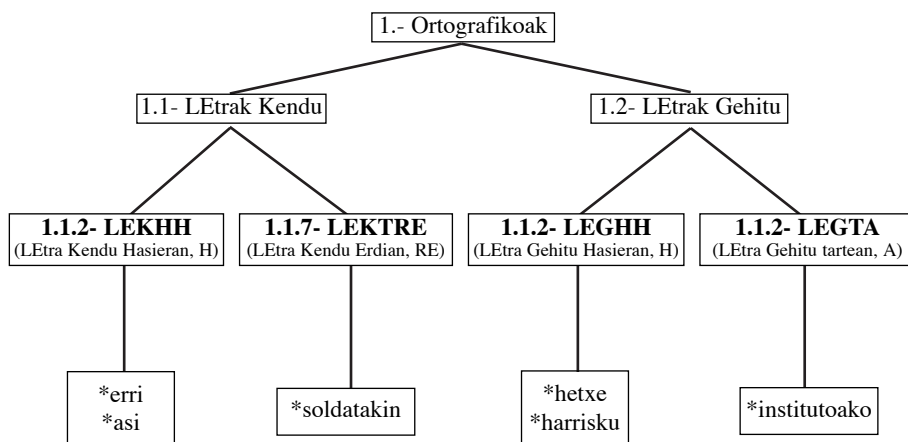 1.- Ortografikoak
1.1- LEtrak Kendu
1.2- LEtrak Gehitu
1.1.2- LEKHH
(LEtra Kendu Hasieran, H)
1.1.7- LEKTRE
(LEtra Kendu Erdian, RE)
1.1.2- LEGHH
(LEtra Gehitu Hasieran, H)
1.1.2- LEGTA
(LEtra Gehitu tartean, A)
*erri
*asi
*soldatakin
*hetxe
*harrisku
*institutoako